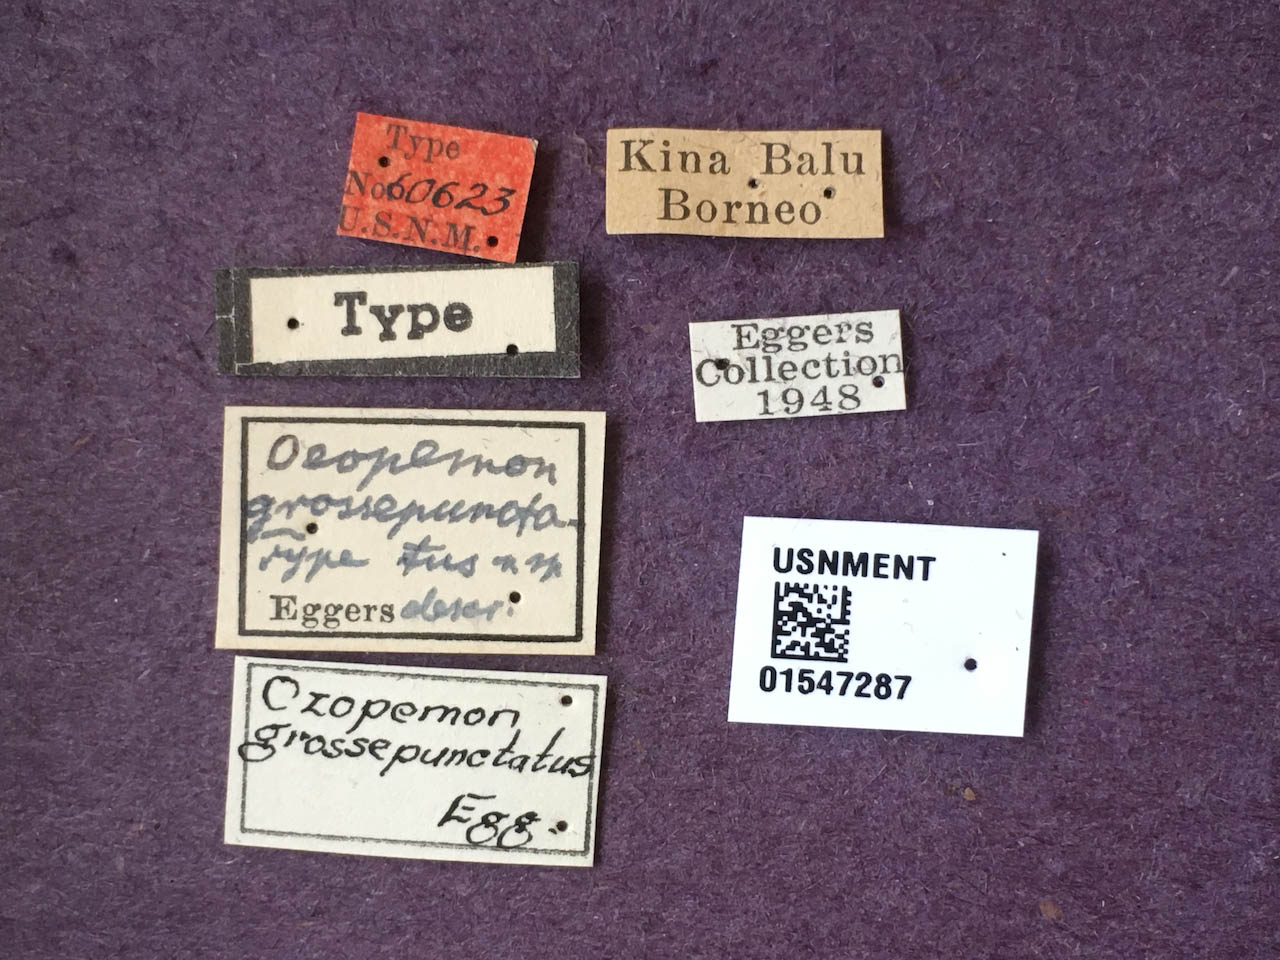 Type
No 60623
U.S.N.M.
Kina Balu
Borneo
Type
Eggers
Collection
1948
Ozopemon
grossepuncta-
Type tus n sp
Eggers descr.
USNMENT
01547287
Ozopemon
grossepunctatus
Egg.